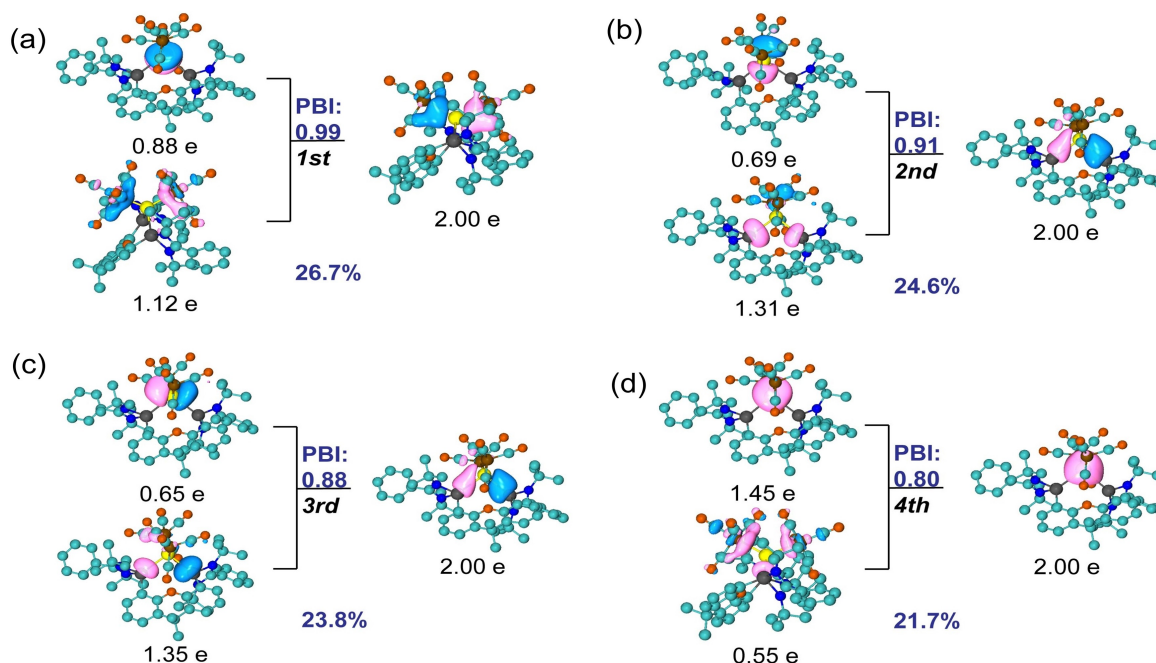 (a)
0.88 e
PBI:
0.99
1st
2.00 e
1.12 e
26.7%
(b)
0.69 e
PBI:
0.91
2nd
2.00 e
1.31 e
24.6%
(c)
0.65 e
PBI:
0.88
3rd
2.00 e
1.35 e
23.8%
(d)
1.45 e
PBI:
0.80
4th
2.00 e
0.55 e
21.7%